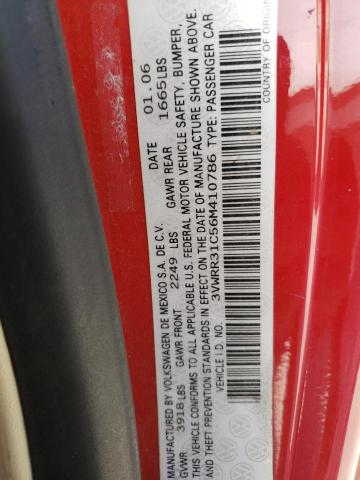 MANUFACTURED BY VOLKSWAGEN DE MEXICO S.A. DE C.V. DATE 01.06
GVWR 3918LBS GAWR FRONT 2249 LBS GAWR REAR 1665LBS
THIS VEHICLE CONFORMS TO ALL APPLICABLE U.S. FEDERAL MOTOR VEHICLE SAFETY, BUMPER,
AND THEFT PREVENTION STANDARDS IN EFFECT ON THE DATE OF MANUFACTURE SHOWN ABOVE.
VEHICLE I.D. NO. 3VWRR31C56M410786 TYPE: PASSENGER CAR
COUNTRY OF ORIGIN